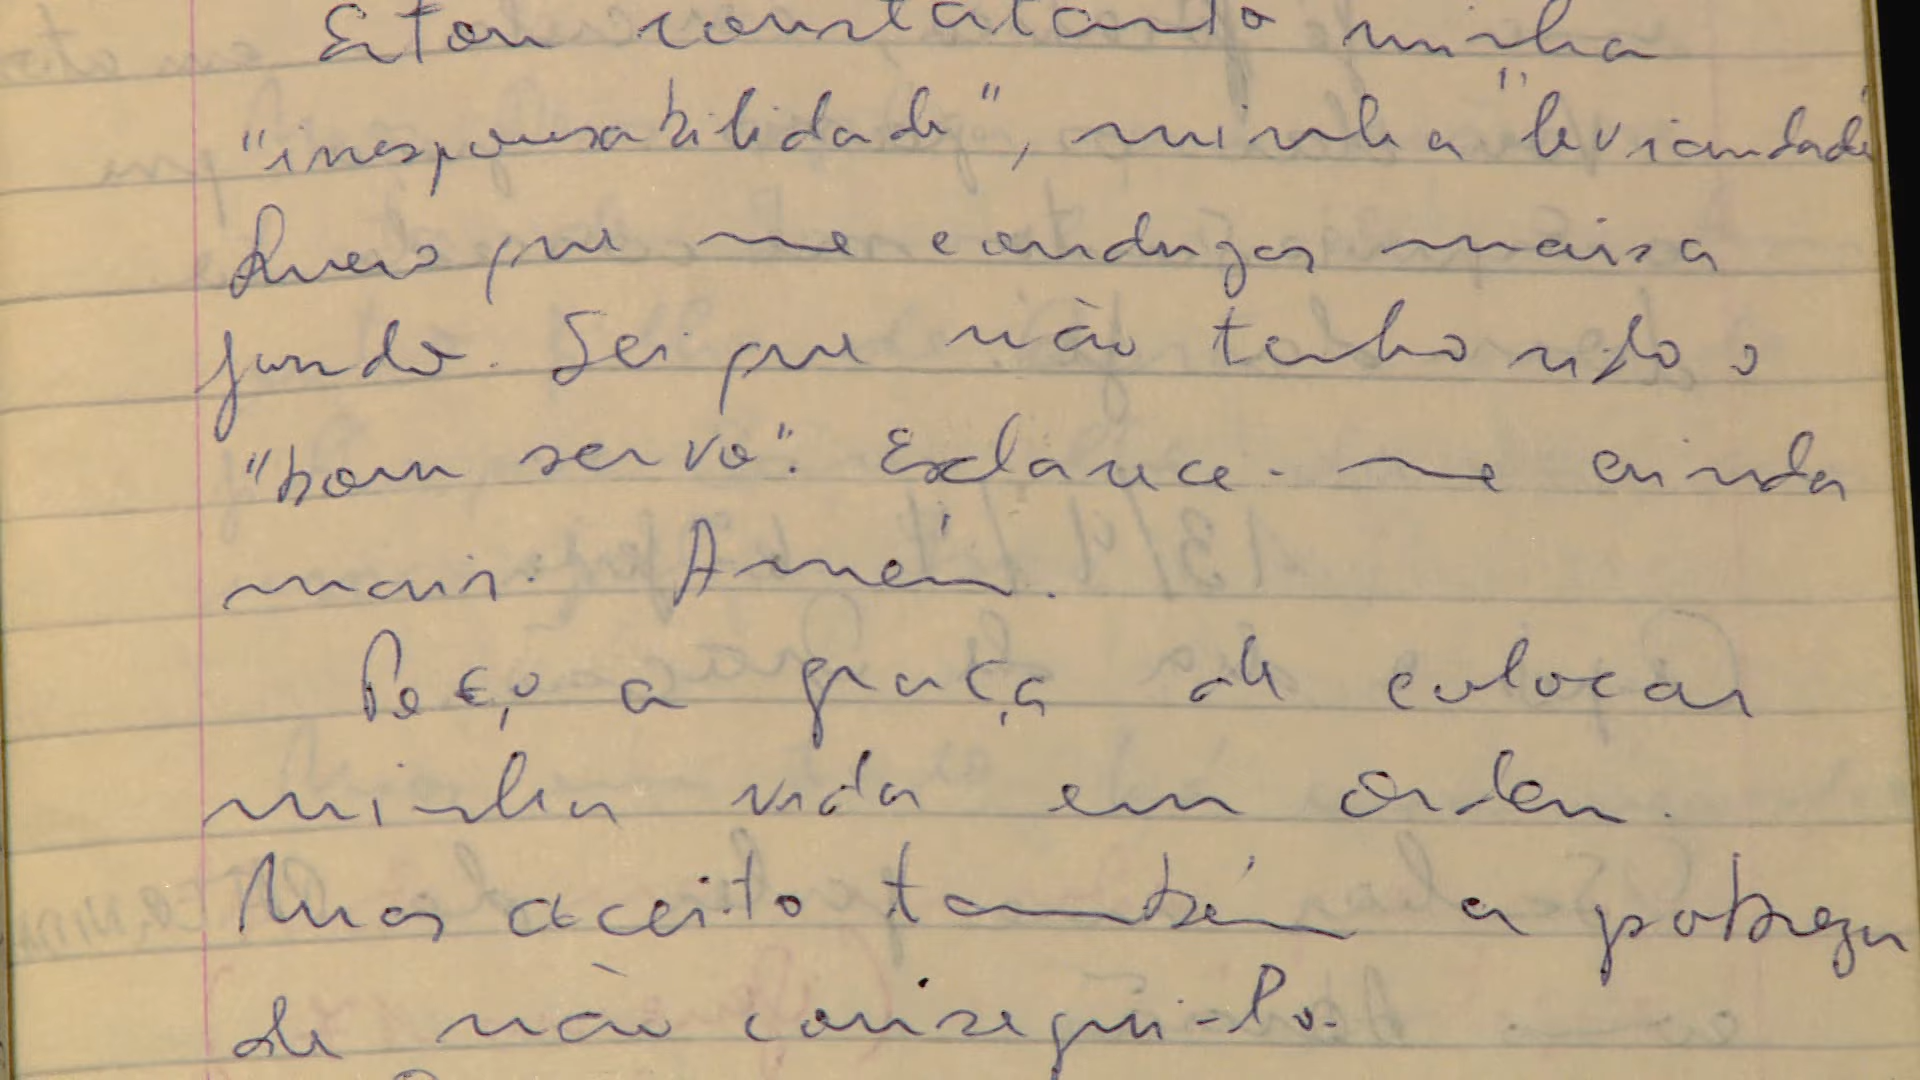 Estou constatando minha
"irresponsabilidade", minha "leviandade"
Quero que me conduzas mais a
fundo. Sei que não tenho sido o
"bom servo". Esclarece-me ainda
mais. Amém.
Peço a graça de colocar
minha vida em ordem.
Mas aceito também a pobreza
de não consegui-lo.